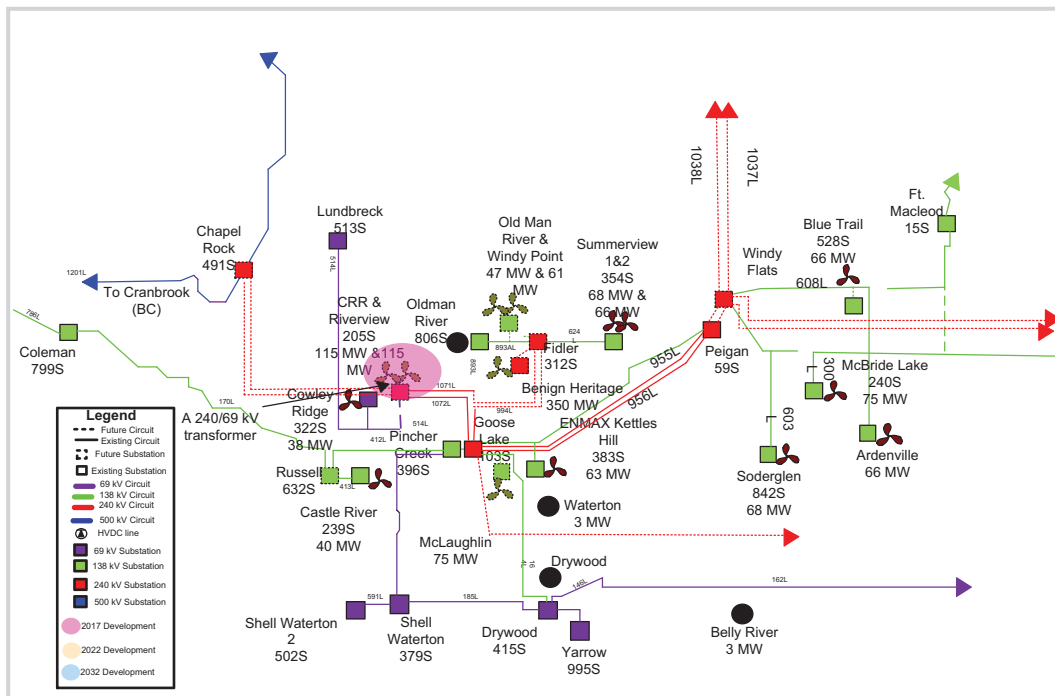 1038L
1037L
Ft.
Macleod
15S
Blue Trail
528S
66 MW
608L
Lundbreck
513S
514L
Old Man
River &
Windy Point
47 MW & 61
MW
Summerview
1&2
354S
68 MW &
66 MW
Windy
Flats
Chapel
Rock
491S
1201L
To Cranbrook
(BC)
786L
Coleman
799S
CRR &
Riverview
205S
115 MW &115
MW
Oldman
River
806S
624
L
893AL
893L
Fidler
312S
955L
956L
Peigan
59S
300
L
McBride Lake
240S
75 MW
Benign Heritage
350 MW
1071L
1072L
994L
170L
A 240/69 kV
transformer
Cowley
Ridge
322S
38 MW
514L
412L
Pincher
Creek
396S
Goose
Lake
103S
ENMAX Kettles
Hill
383S
63 MW
603
L
Ardenville
66 MW
Soderglen
842S
68 MW
Russell
632S
413L
Castle River
239S
40 MW
Waterton
3 MW
McLaughlin
75 MW
16
4L
Drywood
146L
162L
591L
185L
Shell Waterton
2
502S
Shell
Waterton
379S
Drywood
415S
Yarrow
995S
Belly River
3 MW
Legend
Future Circuit
Existing Circuit
Future Substation
Existing Substation
69 kV Circuit
138 kV Circuit
240 kV Circuit
500 kV Circuit
HVDC line
69 kV Substation
138 kV Substation
240 kV Substation
500 kV Substation
2017 Development
2022 Development
2032 Development